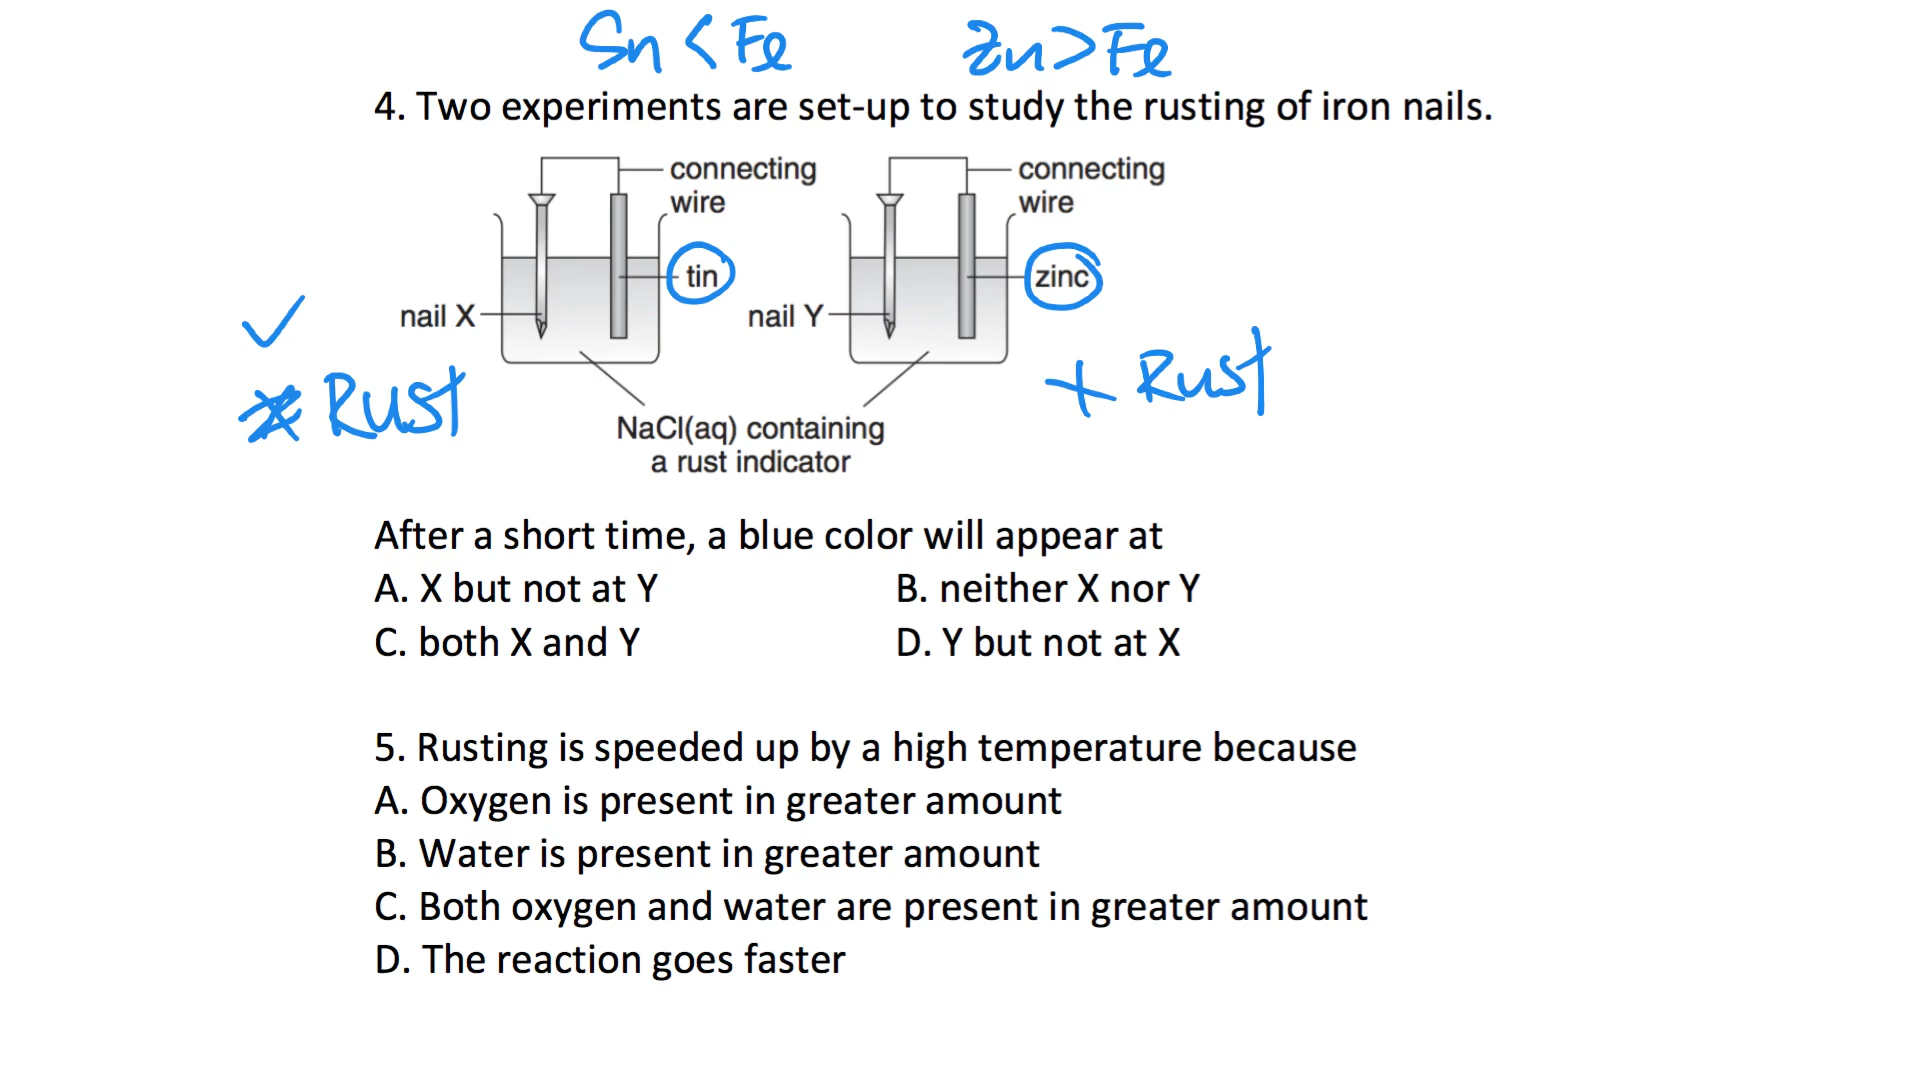 Sn < Fe Zn > Fe
4. Two experiments are set-up to study the rusting of iron nails.
connecting wire
connecting wire
tin
zinc
nail X
nail Y
✓
Rust
× Rust
NaCl(aq) containing
a rust indicator
After a short time, a blue color will appear at
A. X but not at Y B. neither X nor Y
C. both X and Y D. Y but not at X
5. Rusting is speeded up by a high temperature because
A. Oxygen is present in greater amount
B. Water is present in greater amount
C. Both oxygen and water are present in greater amount
D. The reaction goes faster